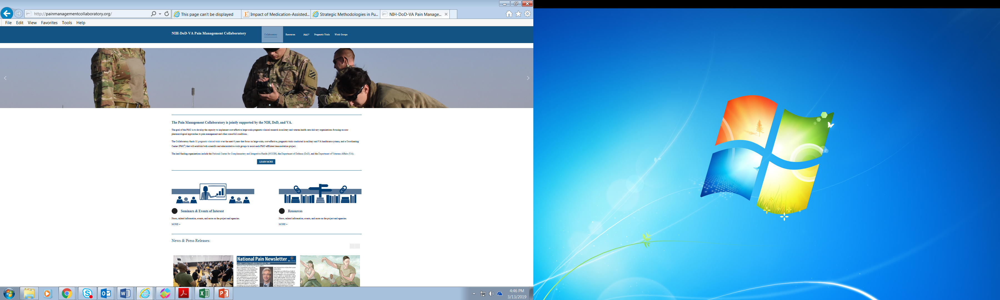 http://painmanagementcollaboratory.org/
This page can't be displayed
Impact of Medication-Assisted...
Strategic Methodologies in Pu...
NIH-DoD-VA Pain Manage...
File Edit View Favorites Tools Help
NIH-DoD-VA Pain Management Collaboratory
Collaboratory Resources PMC³ Pragmatic Trials Work Groups
U.S. ARMY
The Pain Management Collaboratory is jointly supported by the NIH, DoD, and VA.
The goal of the PMC is to develop the capacity to implement cost-effective large-scale pragmatic clinical research in military and veteran health care delivery organizations focusing on non-
pharmacological approaches to pain management and other comorbid conditions.
The Collaboratory funds 11 pragmatic clinical trials over the next 6 years that focus on large-scale, cost-effective, pragmatic trials conducted in military and VA healthcare systems, and a Coordinating
Center (PMC³) that will establish both scientific and administrative work groups to assist each PMC-affiliated demonstration project.
The lead funding organizations include the National Center for Complementary and Integrative Health (NCCIH), the Department of Defense (DoD), and the Department of Veterans Affairs (VA).
LEARN MORE
Seminars & Events of Interest
Resources
News, related information, events, and more on the project and agencies.
News, related information, events, and more on the project and agencies.
MORE
MORE
News & Press Releases:
National Pain Newsletter
Leader's Letter: Friedhelm Sandbrink, MD
4:46 PM
3/13/2019